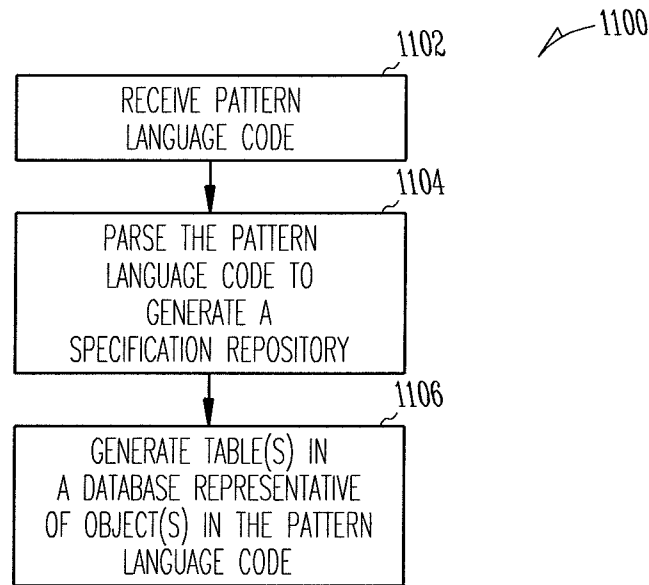 1100
1102
RECEIVE PATTERN
LANGUAGE CODE
1104
PARSE THE PATTERN
LANGUAGE CODE TO
GENERATE A
SPECIFICATION REPOSITORY
1106
GENERATE TABLE(S) IN
A DATABASE REPRESENTATIVE
OF OBJECT(S) IN THE PATTERN
LANGUAGE CODE